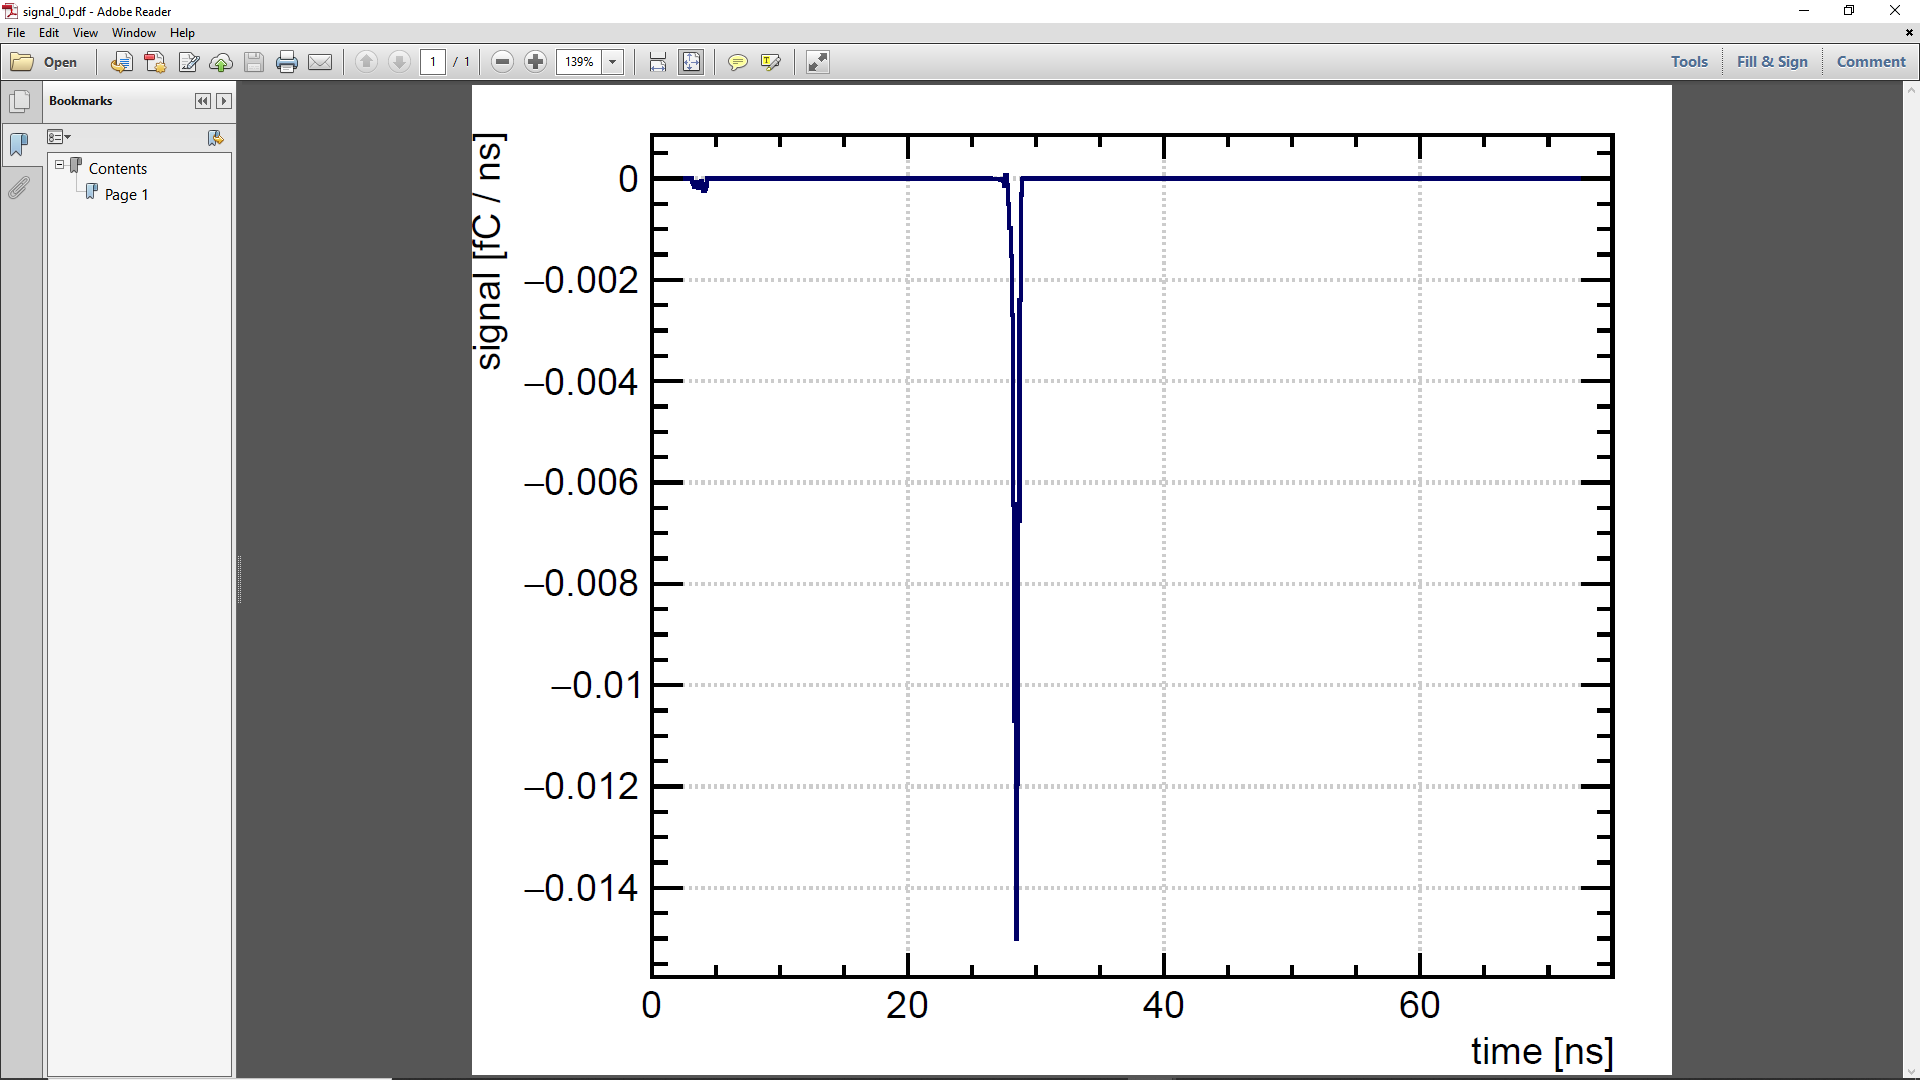 signal_0.pdf - Adobe Reader
File Edit View Window Help
Open 1 / 1 139% Tools Fill & Sign Comment
Bookmarks
Contents
Page 1
signal [fC / ns]
0
−0.002
−0.004
−0.006
−0.008
−0.01
−0.012
−0.014
0 20 40 60
time [ns]